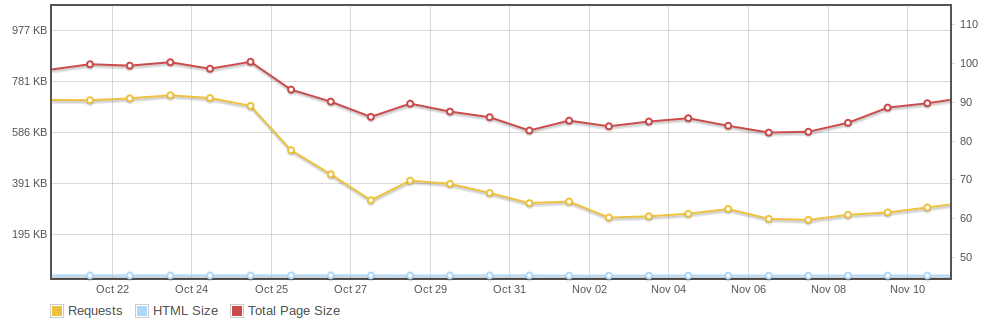 977 KB
781 KB
586 KB
391 KB
195 KB
110
100
90
80
70
60
50
Oct 22 Oct 24 Oct 25 Oct 27 Oct 29 Oct 31 Nov 02 Nov 04 Nov 06 Nov 08 Nov 10
Requests HTML Size Total Page Size